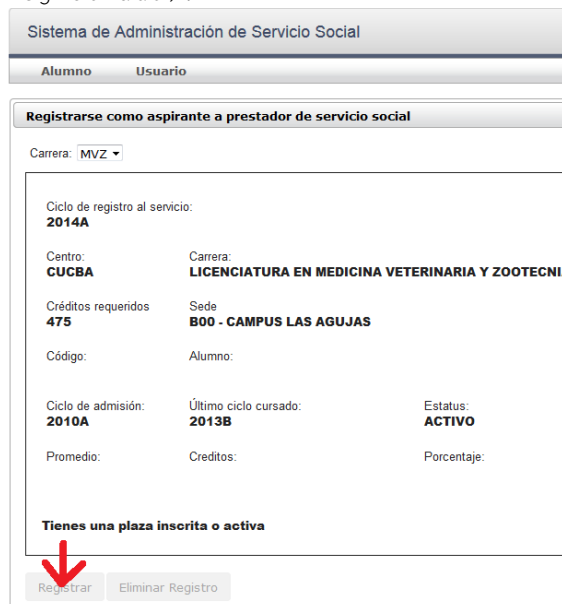 Sistema de Administración de Servicio Social
Alumno Usuario
Registrarse como aspirante a prestador de servicio social
Carrera: MVZ
Ciclo de registro al servicio:
2014A
Centro: Carrera:
CUCBA LICENCIATURA EN MEDICINA VETERINARIA Y ZOOTECNI
Créditos requeridos Sede
475 B00 - CAMPUS LAS AGUJAS
Código: Alumno:
Ciclo de admisión: Último ciclo cursado: Estatus:
2010A 2013B ACTIVO
Promedio: Creditos: Porcentaje:
Tienes una plaza inscrita o activa
Registrar Eliminar Registro